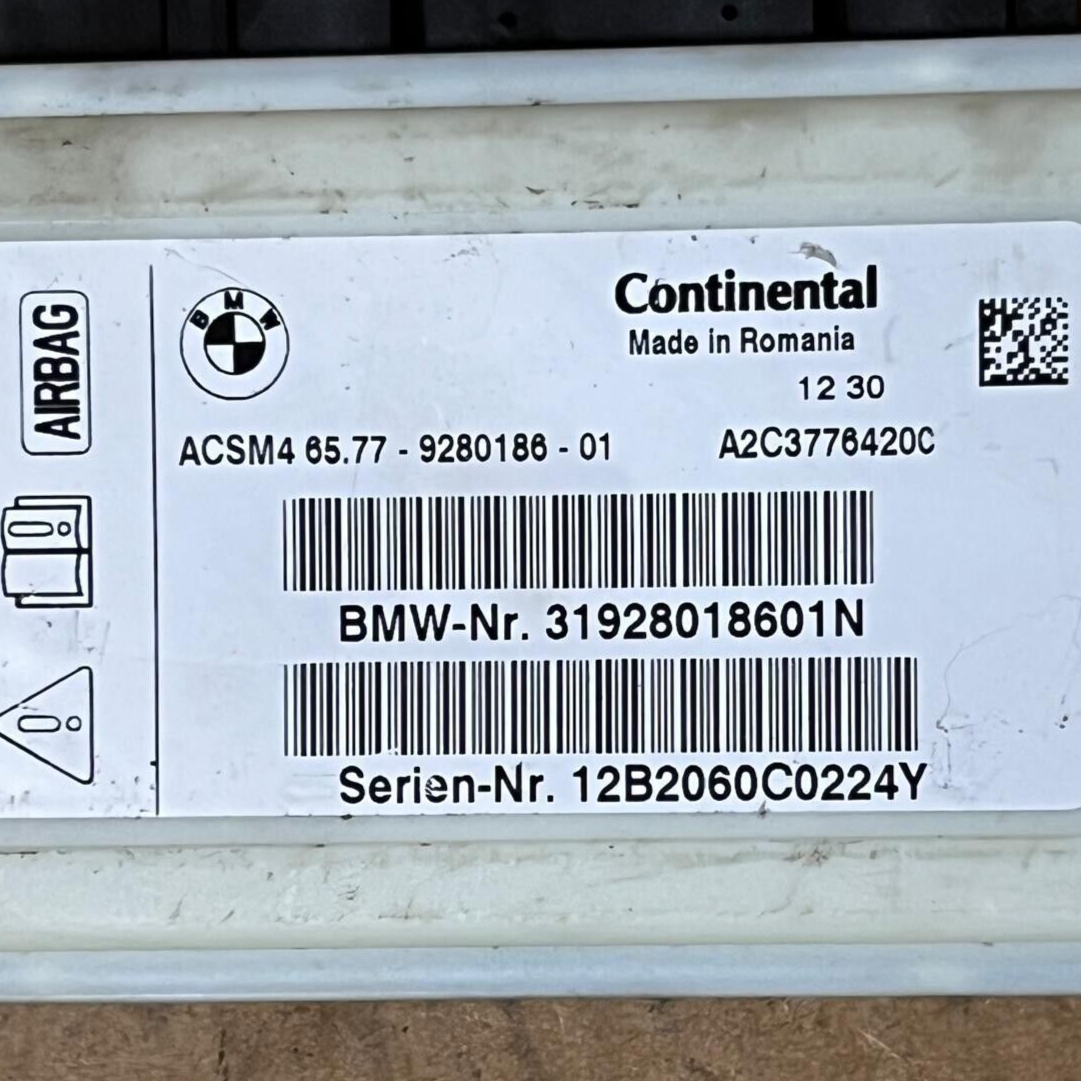 AIRBAG
BMW
Continental
Made in Romania
12 30
ACSM4 65.77 - 9280186 - 01
A2C3776420C
BMW-Nr. 31928018601N
Serien-Nr. 12B2060C0224Y